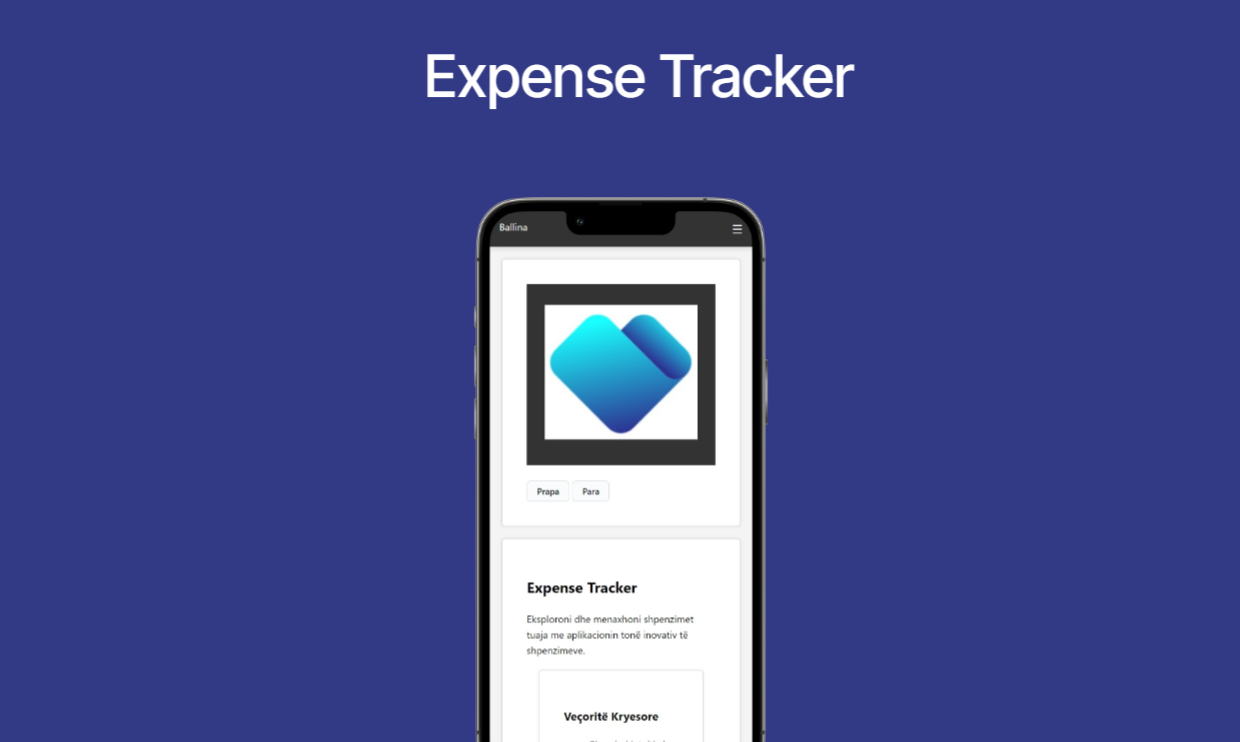 Expense Tracker
Ballina
Prapa Para
Expense Tracker
Eksploroni dhe menaxhoni shpenzimet
tuaja me aplikacionin tonë inovativ të
shpenzimeve.
Veçoritë Kryesore